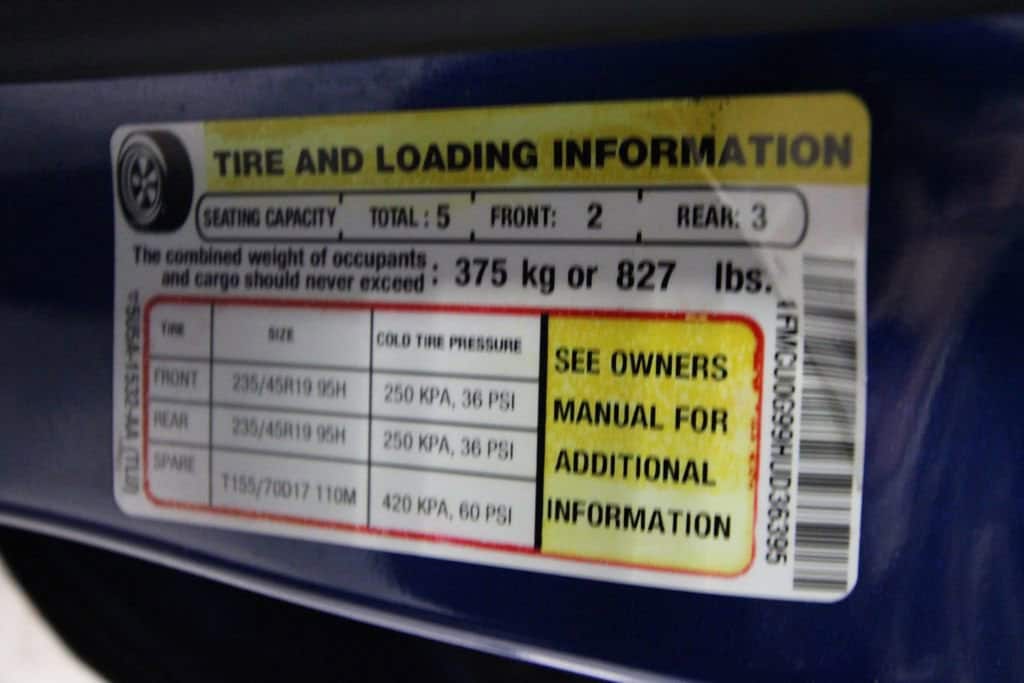 TIRE AND LOADING INFORMATION
SEATING CAPACITY TOTAL : 5 FRONT: 2 REAR: 3
The combined weight of occupants
and cargo should never exceed : 375 kg or 827 lbs.
TIRE SIZE COLD TIRE PRESSURE
FRONT 235/45R19 95H 250 KPA, 36 PSI
REAR 235/45R19 95H 250 KPA, 36 PSI
SPARE T155/70D17 110M 420 KPA, 60 PSI
SEE OWNERS
MANUAL FOR
ADDITIONAL
INFORMATION
1FMCU0G99HUD36395